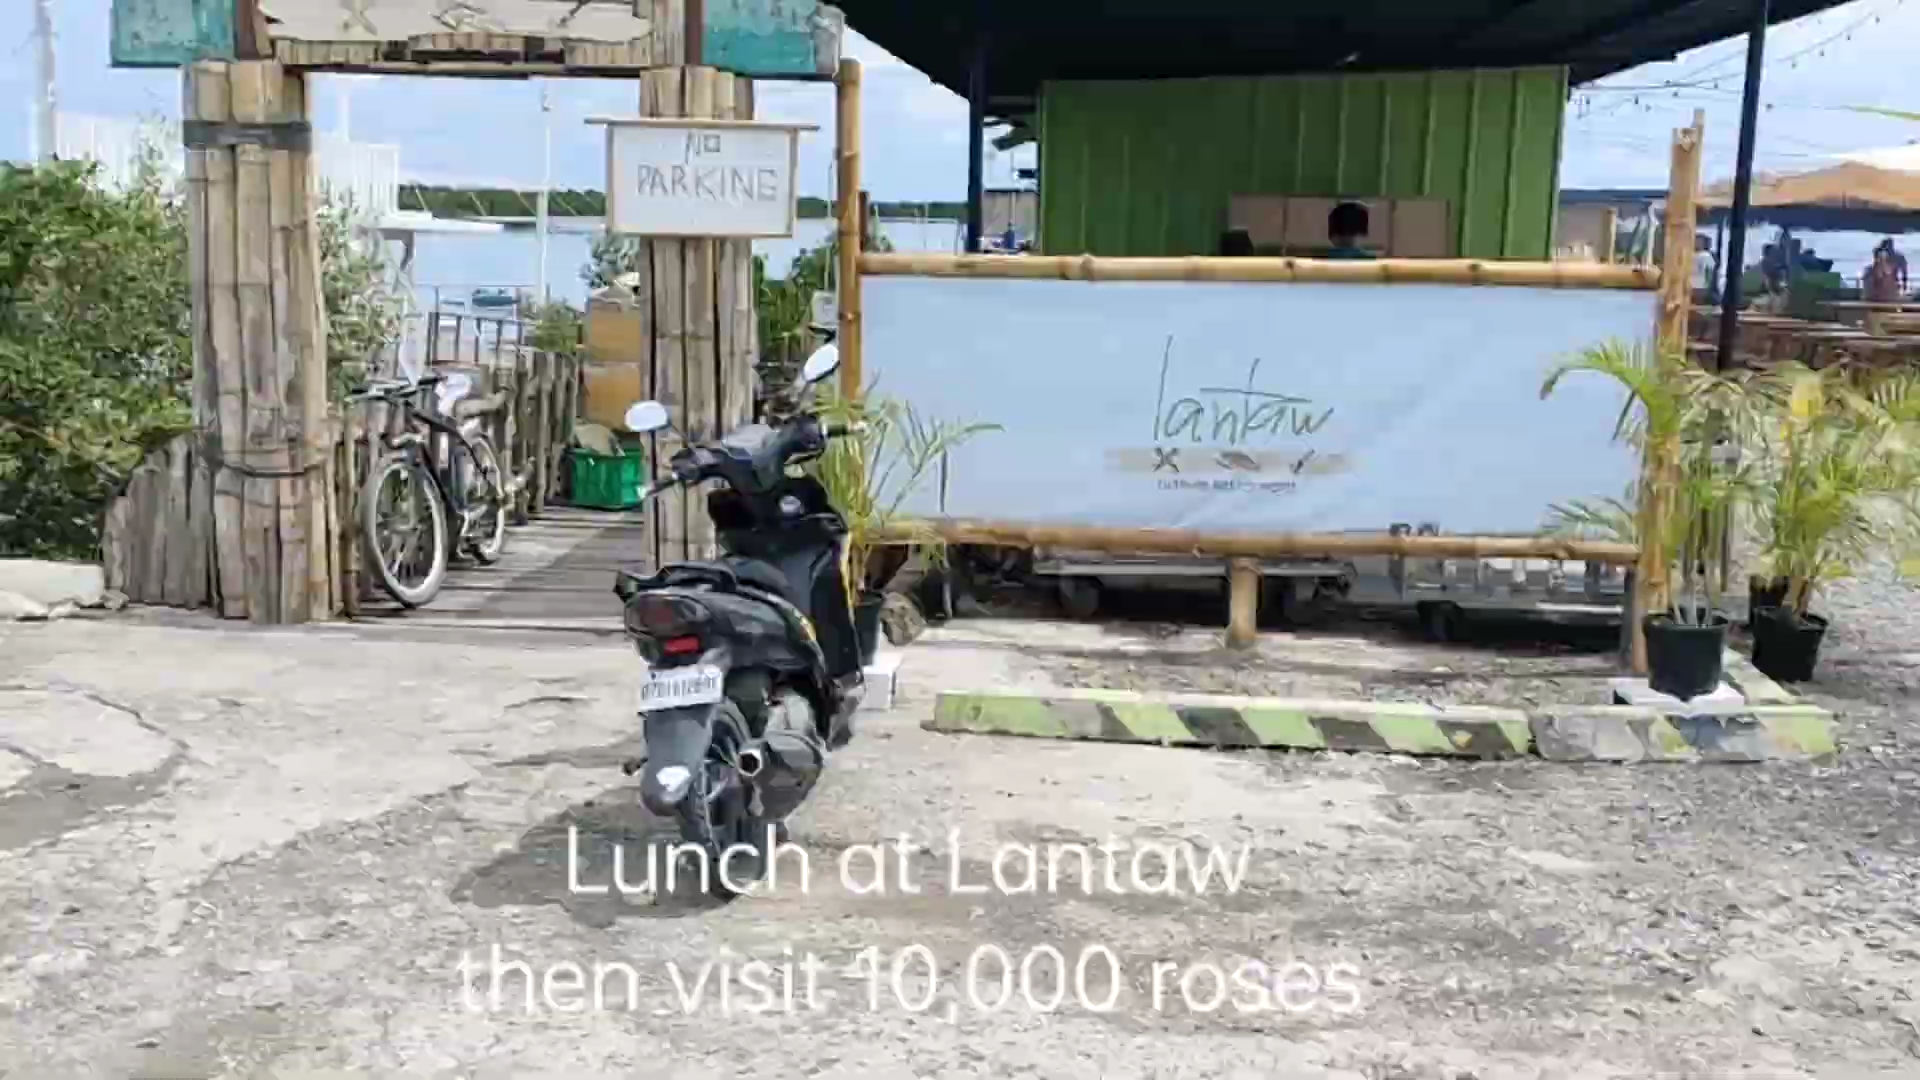 NO
PARKING
lantaw
Lunch at Lantaw
then visit 10,000 roses